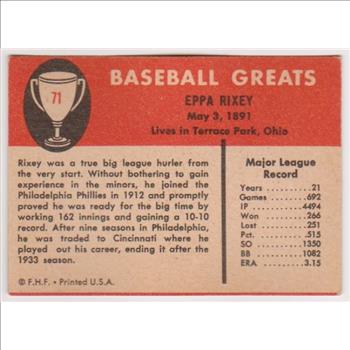 71
BASEBALL GREATS
EPPA RIXEY
May 3, 1891
Lives in Terrace Park, Ohio
Rixey was a true big league hurler from
the very start. Without bothering to gain
experience in the minors, he joined the
Philadelphia Phillies in 1912 and promptly
proved he was ready for the big time by
working 162 innings and gaining a 10-10
record. After nine seasons in Philadelphia,
he was traded to Cincinnati where he
played out his career, ending it after the
1933 season.
© F.H.F. • Printed U.S.A.
Major League
Record
Years .21
Games 692
IP 4494
Won 266
Lost 251
Pct. .515
SO 1350
BB 1082
ERA 3.15